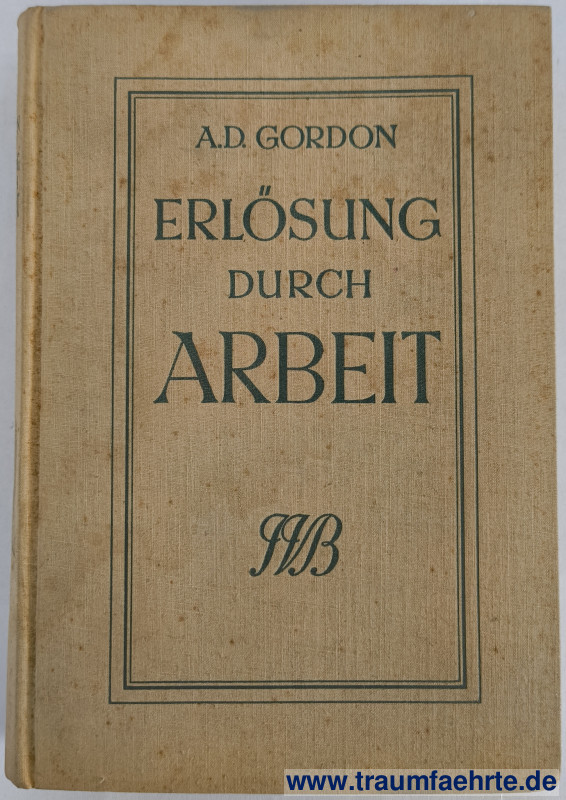 A.D. GORDON
ERLÖSUNG
DURCH
ARBEIT
JVB
www.traumfaehrte.de